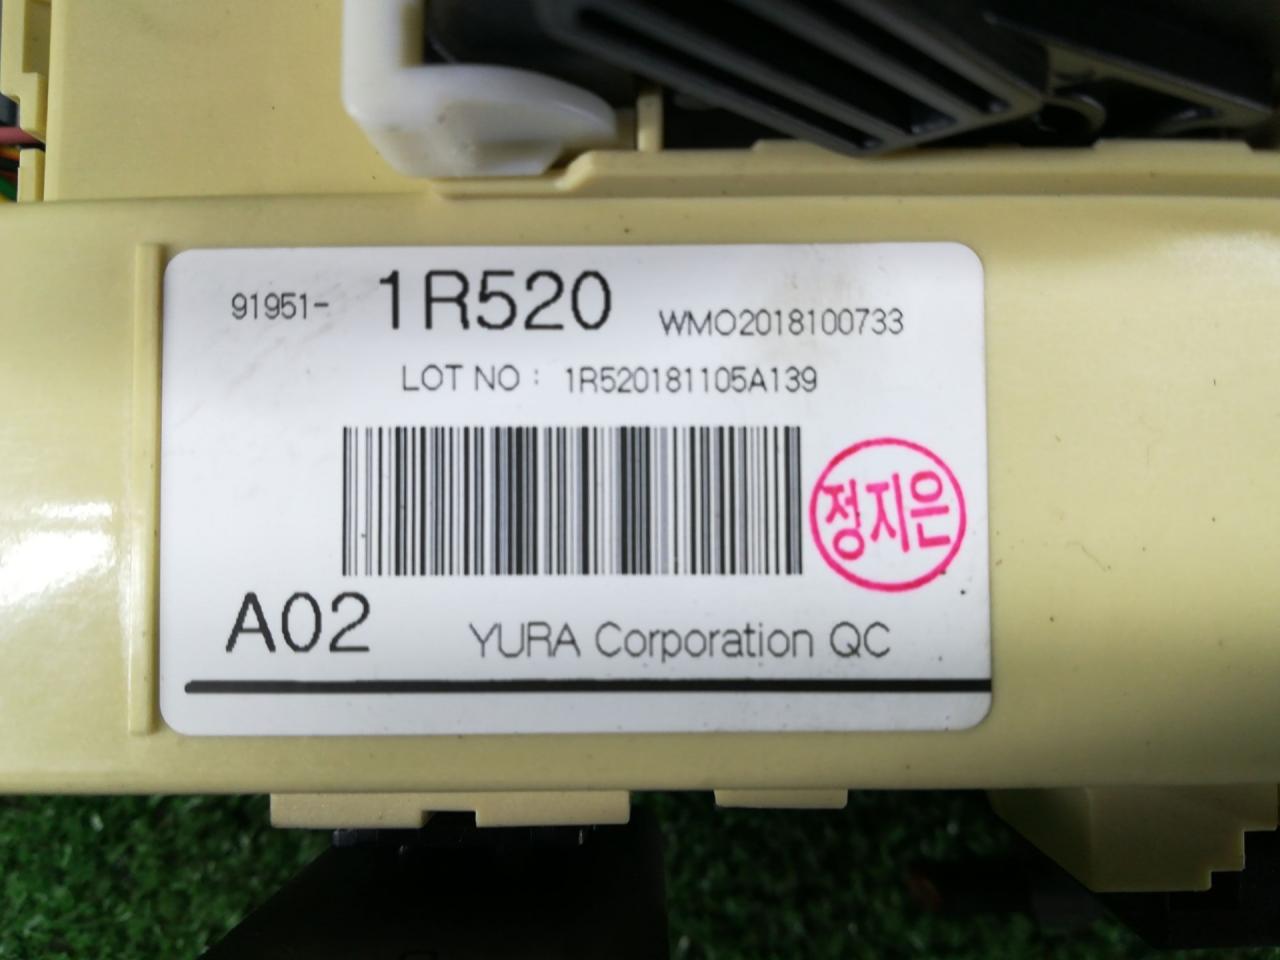 91951- 1R520 WMO2018100733
LOT NO : 1R520181105A139
정지은
A02 YURA Corporation QC